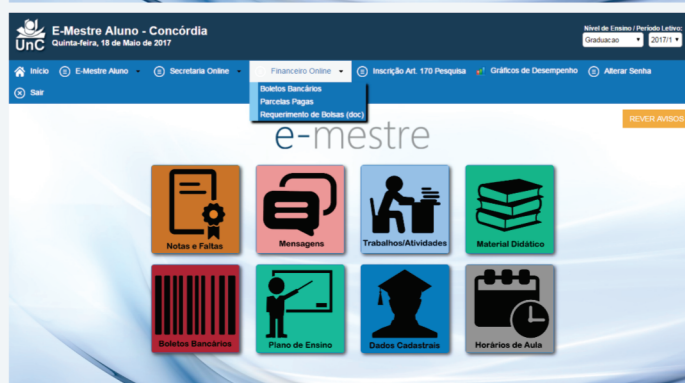 UnC
E-Mestre Aluno - Concórdia
Quinta-feira, 18 de Maio de 2017
Nível de Ensino / Período Letivo:
Graduacao
2017/1
Início
E-Mestre Aluno
Secretaria Online
Financeiro Online
Inscrição Art. 170 Pesquisa
Gráficos de Desempenho
Alterar Senha
Sair
Boletos Bancários
Parcelas Pagas
Requerimento de Bolsas (doc)
REVER AVISOS
e-mestre
Notas e Faltas
Mensagens
Trabalhos/Atividades
Material Didático
Boletos Bancários
Plano de Ensino
Dados Cadastrais
Horários de Aula